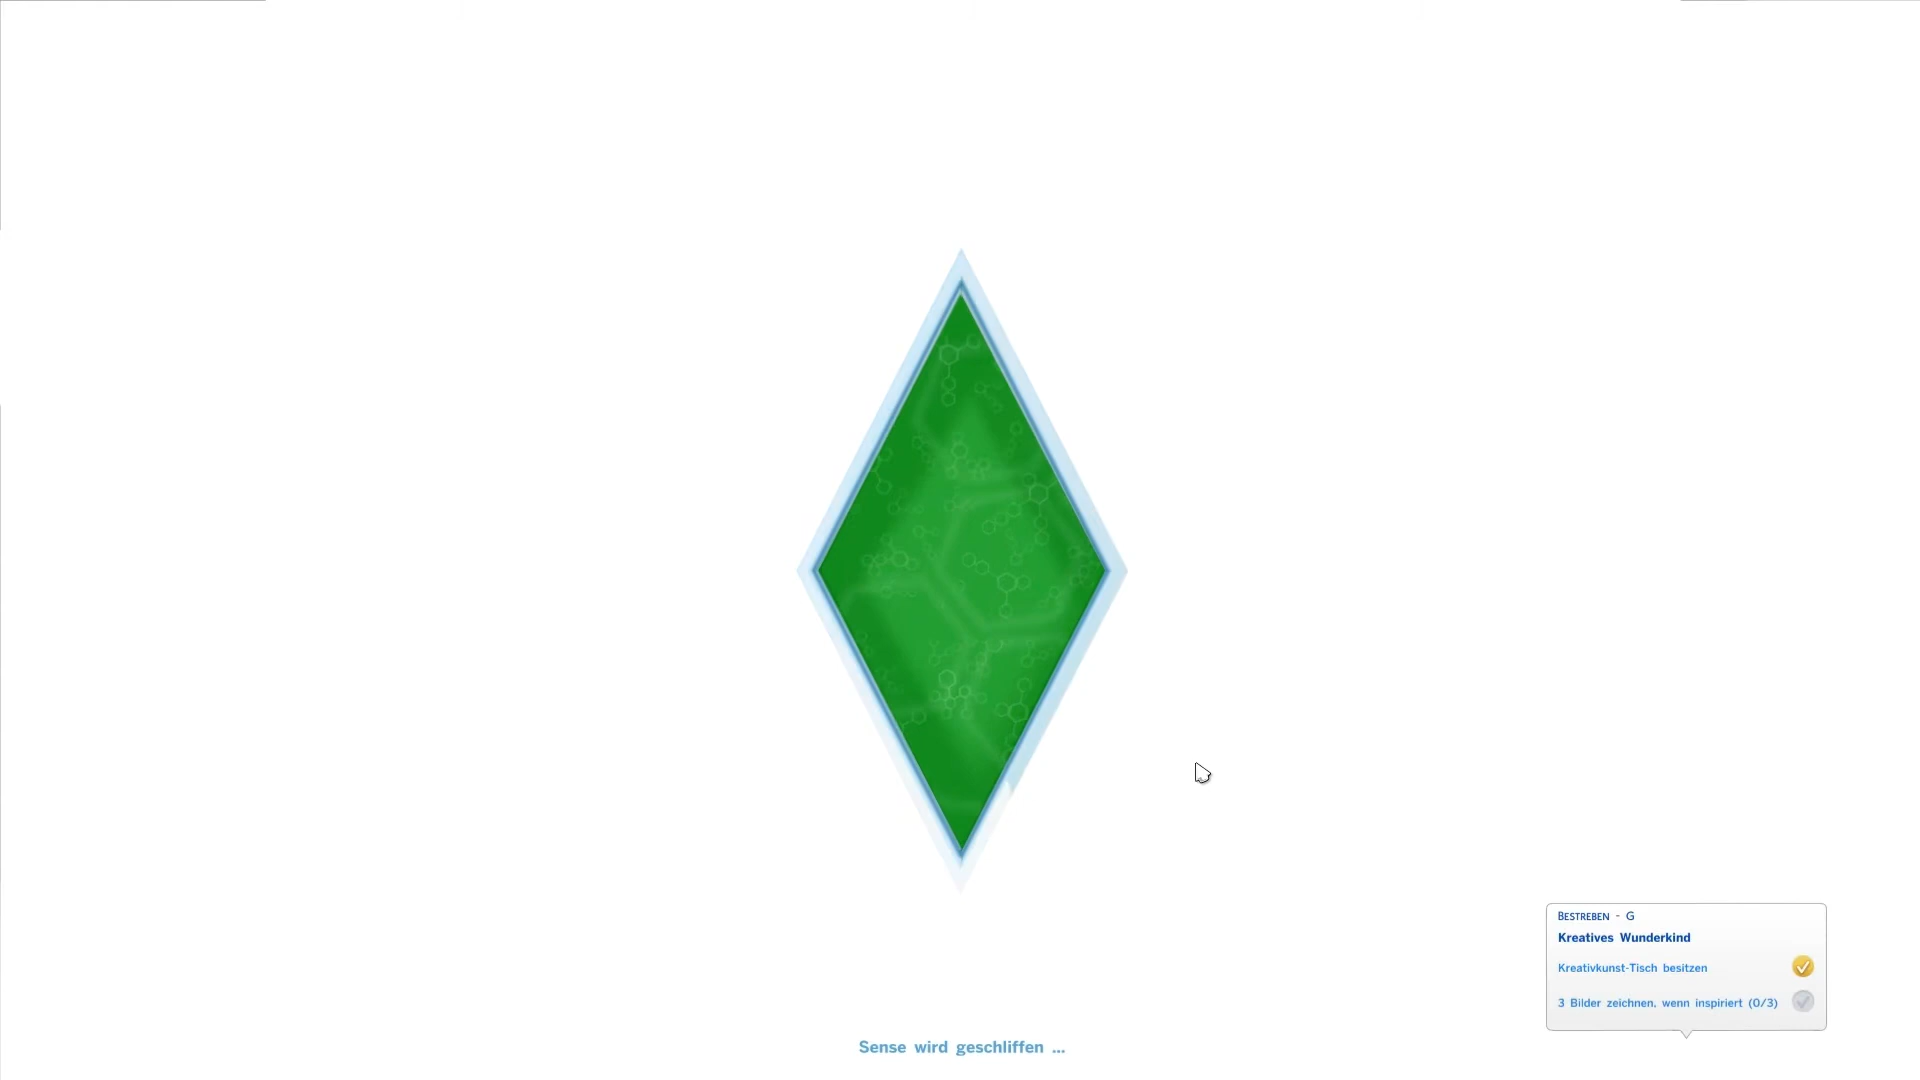 BESTREBEN - G
Kreatives Wunderkind
Kreativkunst-Tisch besitzen
3 Bilder zeichnen, wenn inspiriert (0/3)
Sense wird geschliffen ...